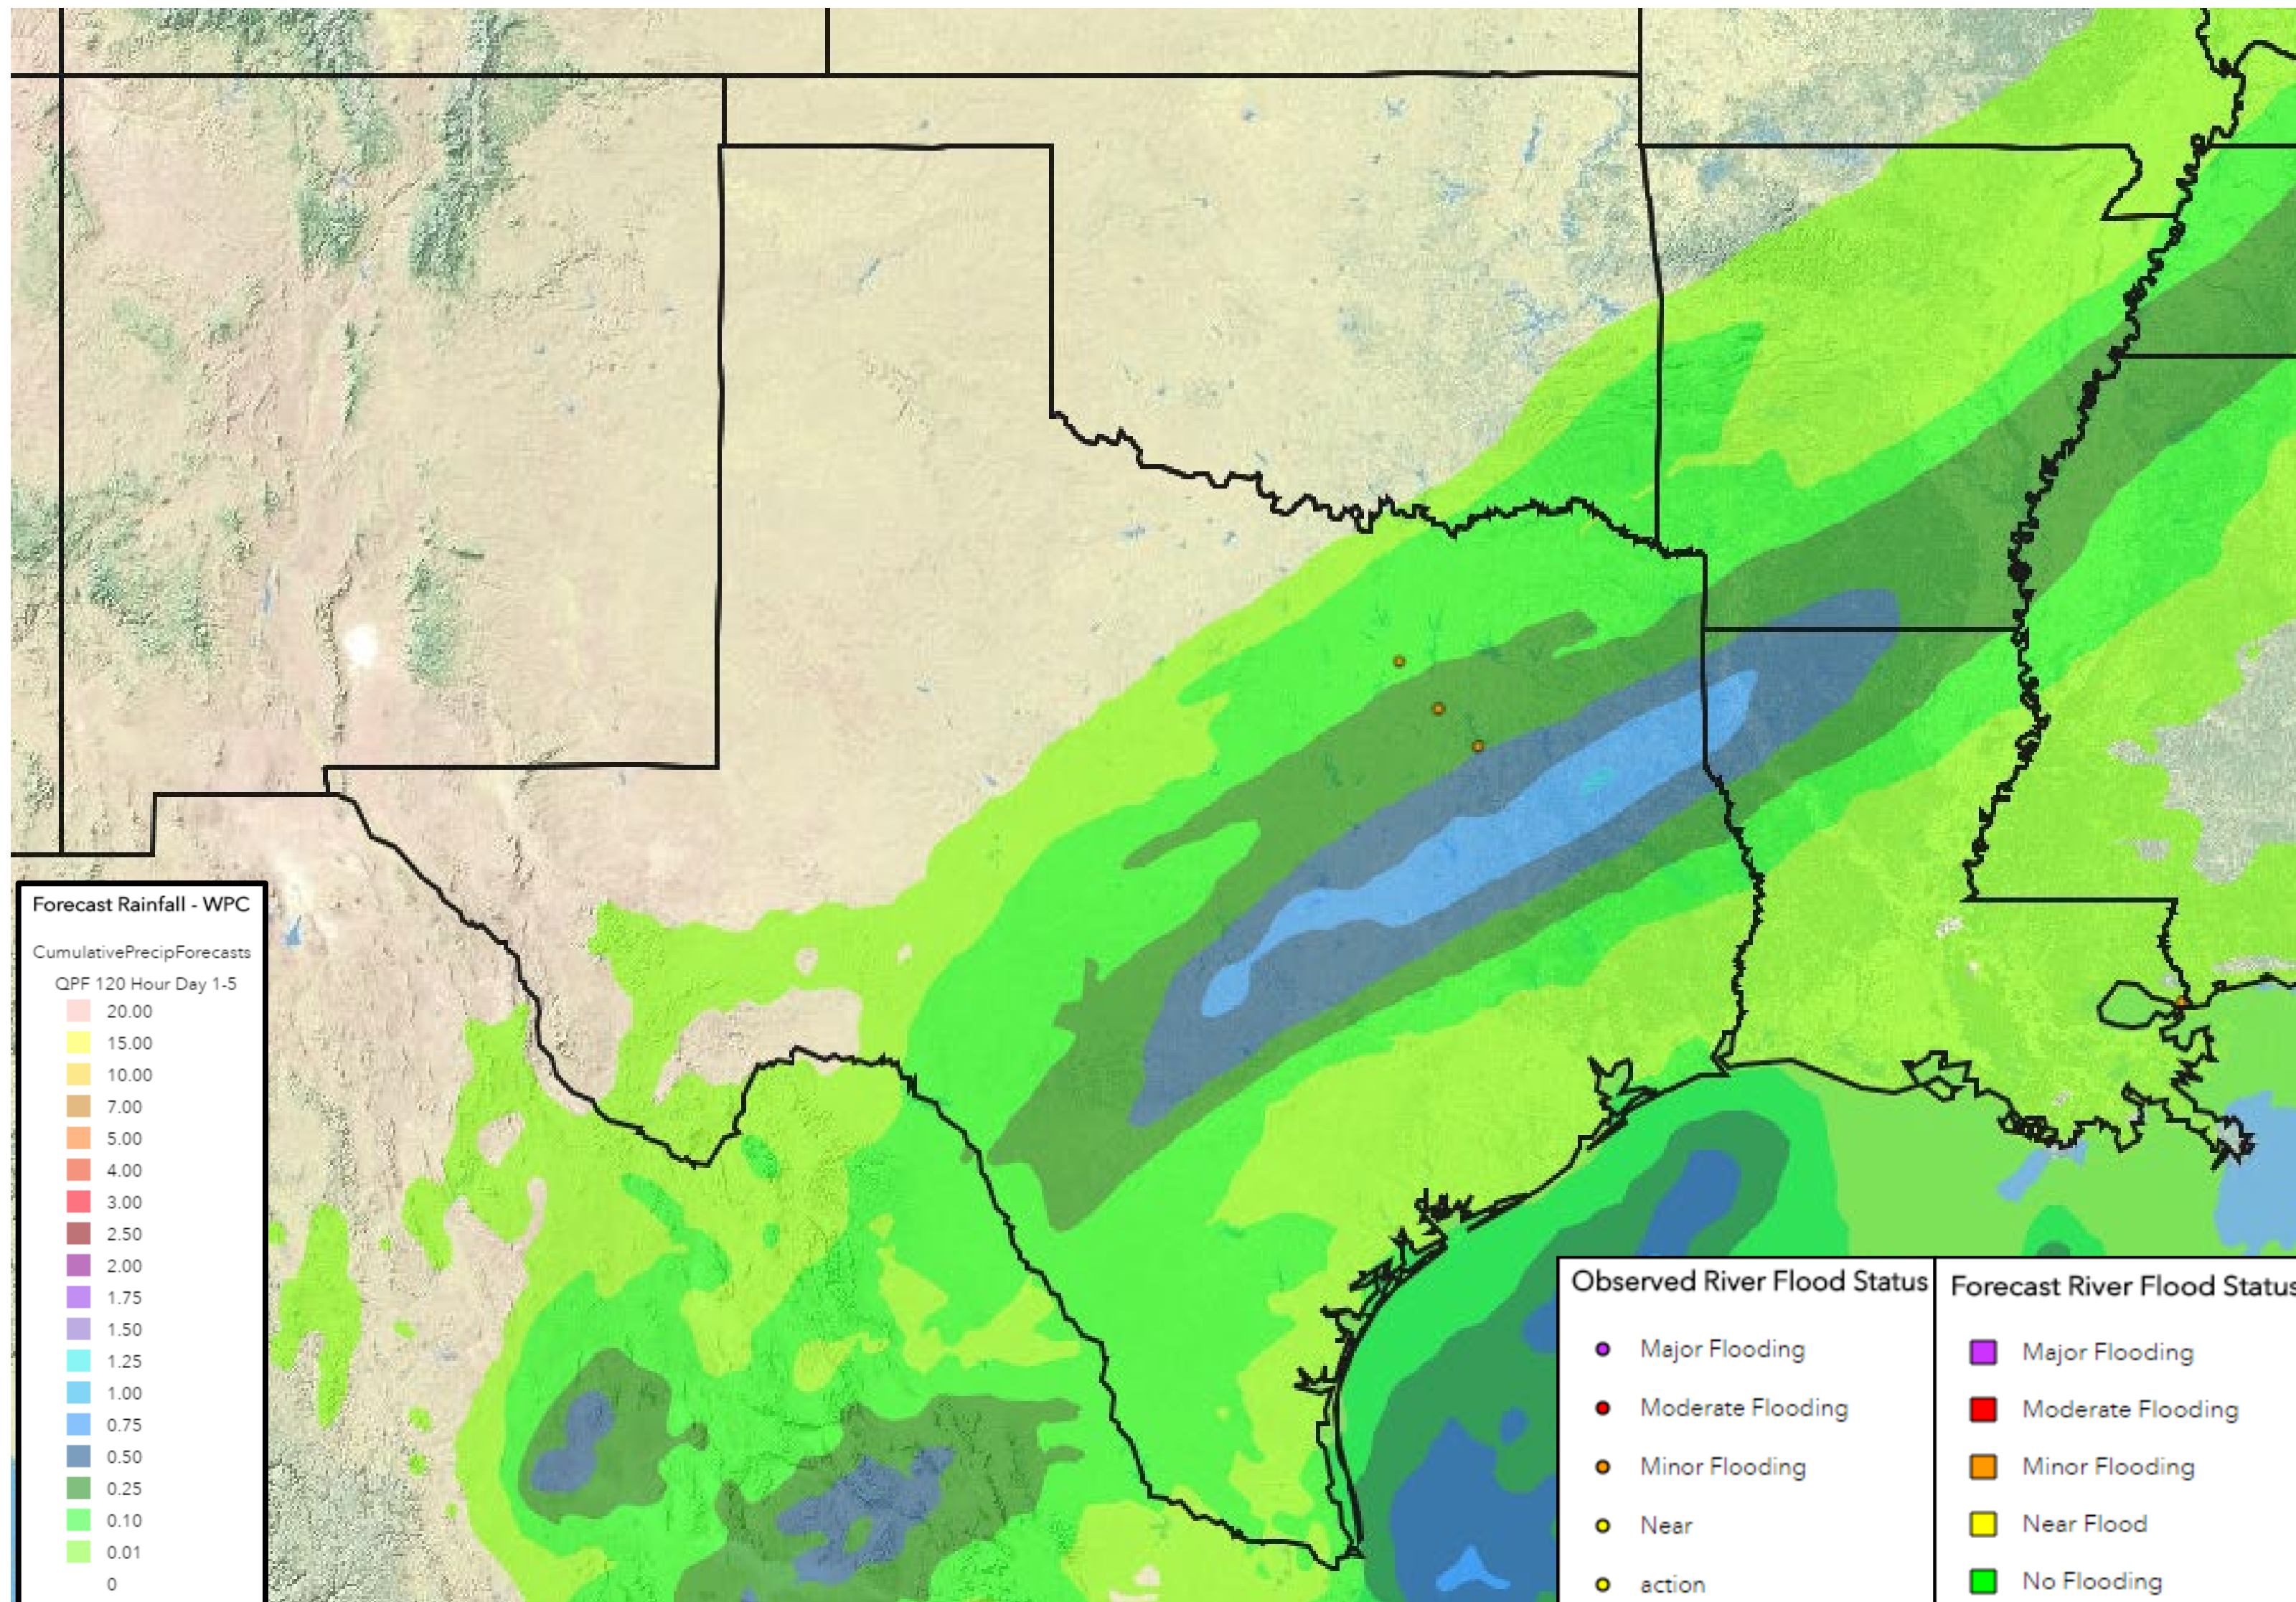 Forecast Rainfall - WPC
CumulativePrecipForecasts
QPF 120 Hour Day 1-5
20.00
15.00
10.00
7.00
5.00
4.00
3.00
2.50
2.00
1.75
1.50
1.25
1.00
0.75
0.50
0.25
0.10
0.01
0
Observed River Flood Status
Major Flooding
Moderate Flooding
Minor Flooding
Near
action
Forecast River Flood Status
Major Flooding
Moderate Flooding
Minor Flooding
Near Flood
No Flooding